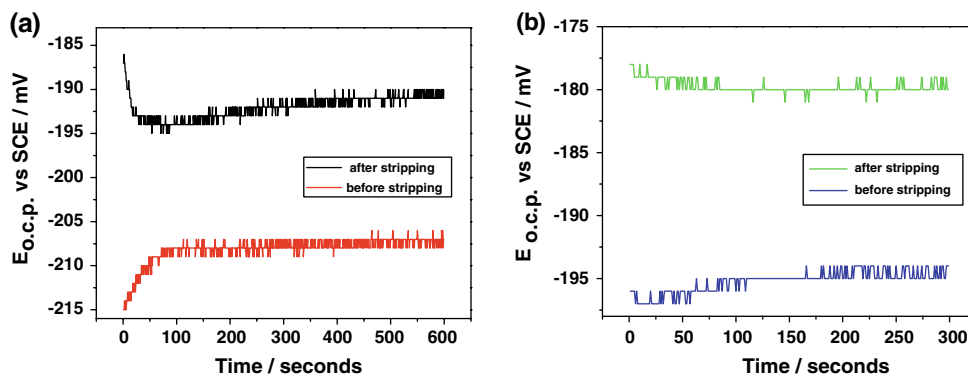 (a)
-185
-190
-195
-200
-205
-210
-215
E o.c.p. vs SCE / mV
after stripping
before stripping
0 100 200 300 400 500 600
Time / seconds
(b)
-175
-180
-185
-190
-195
E o.c.p. vs SCE / mV
after stripping
before stripping
0 50 100 150 200 250 300
Time / seconds